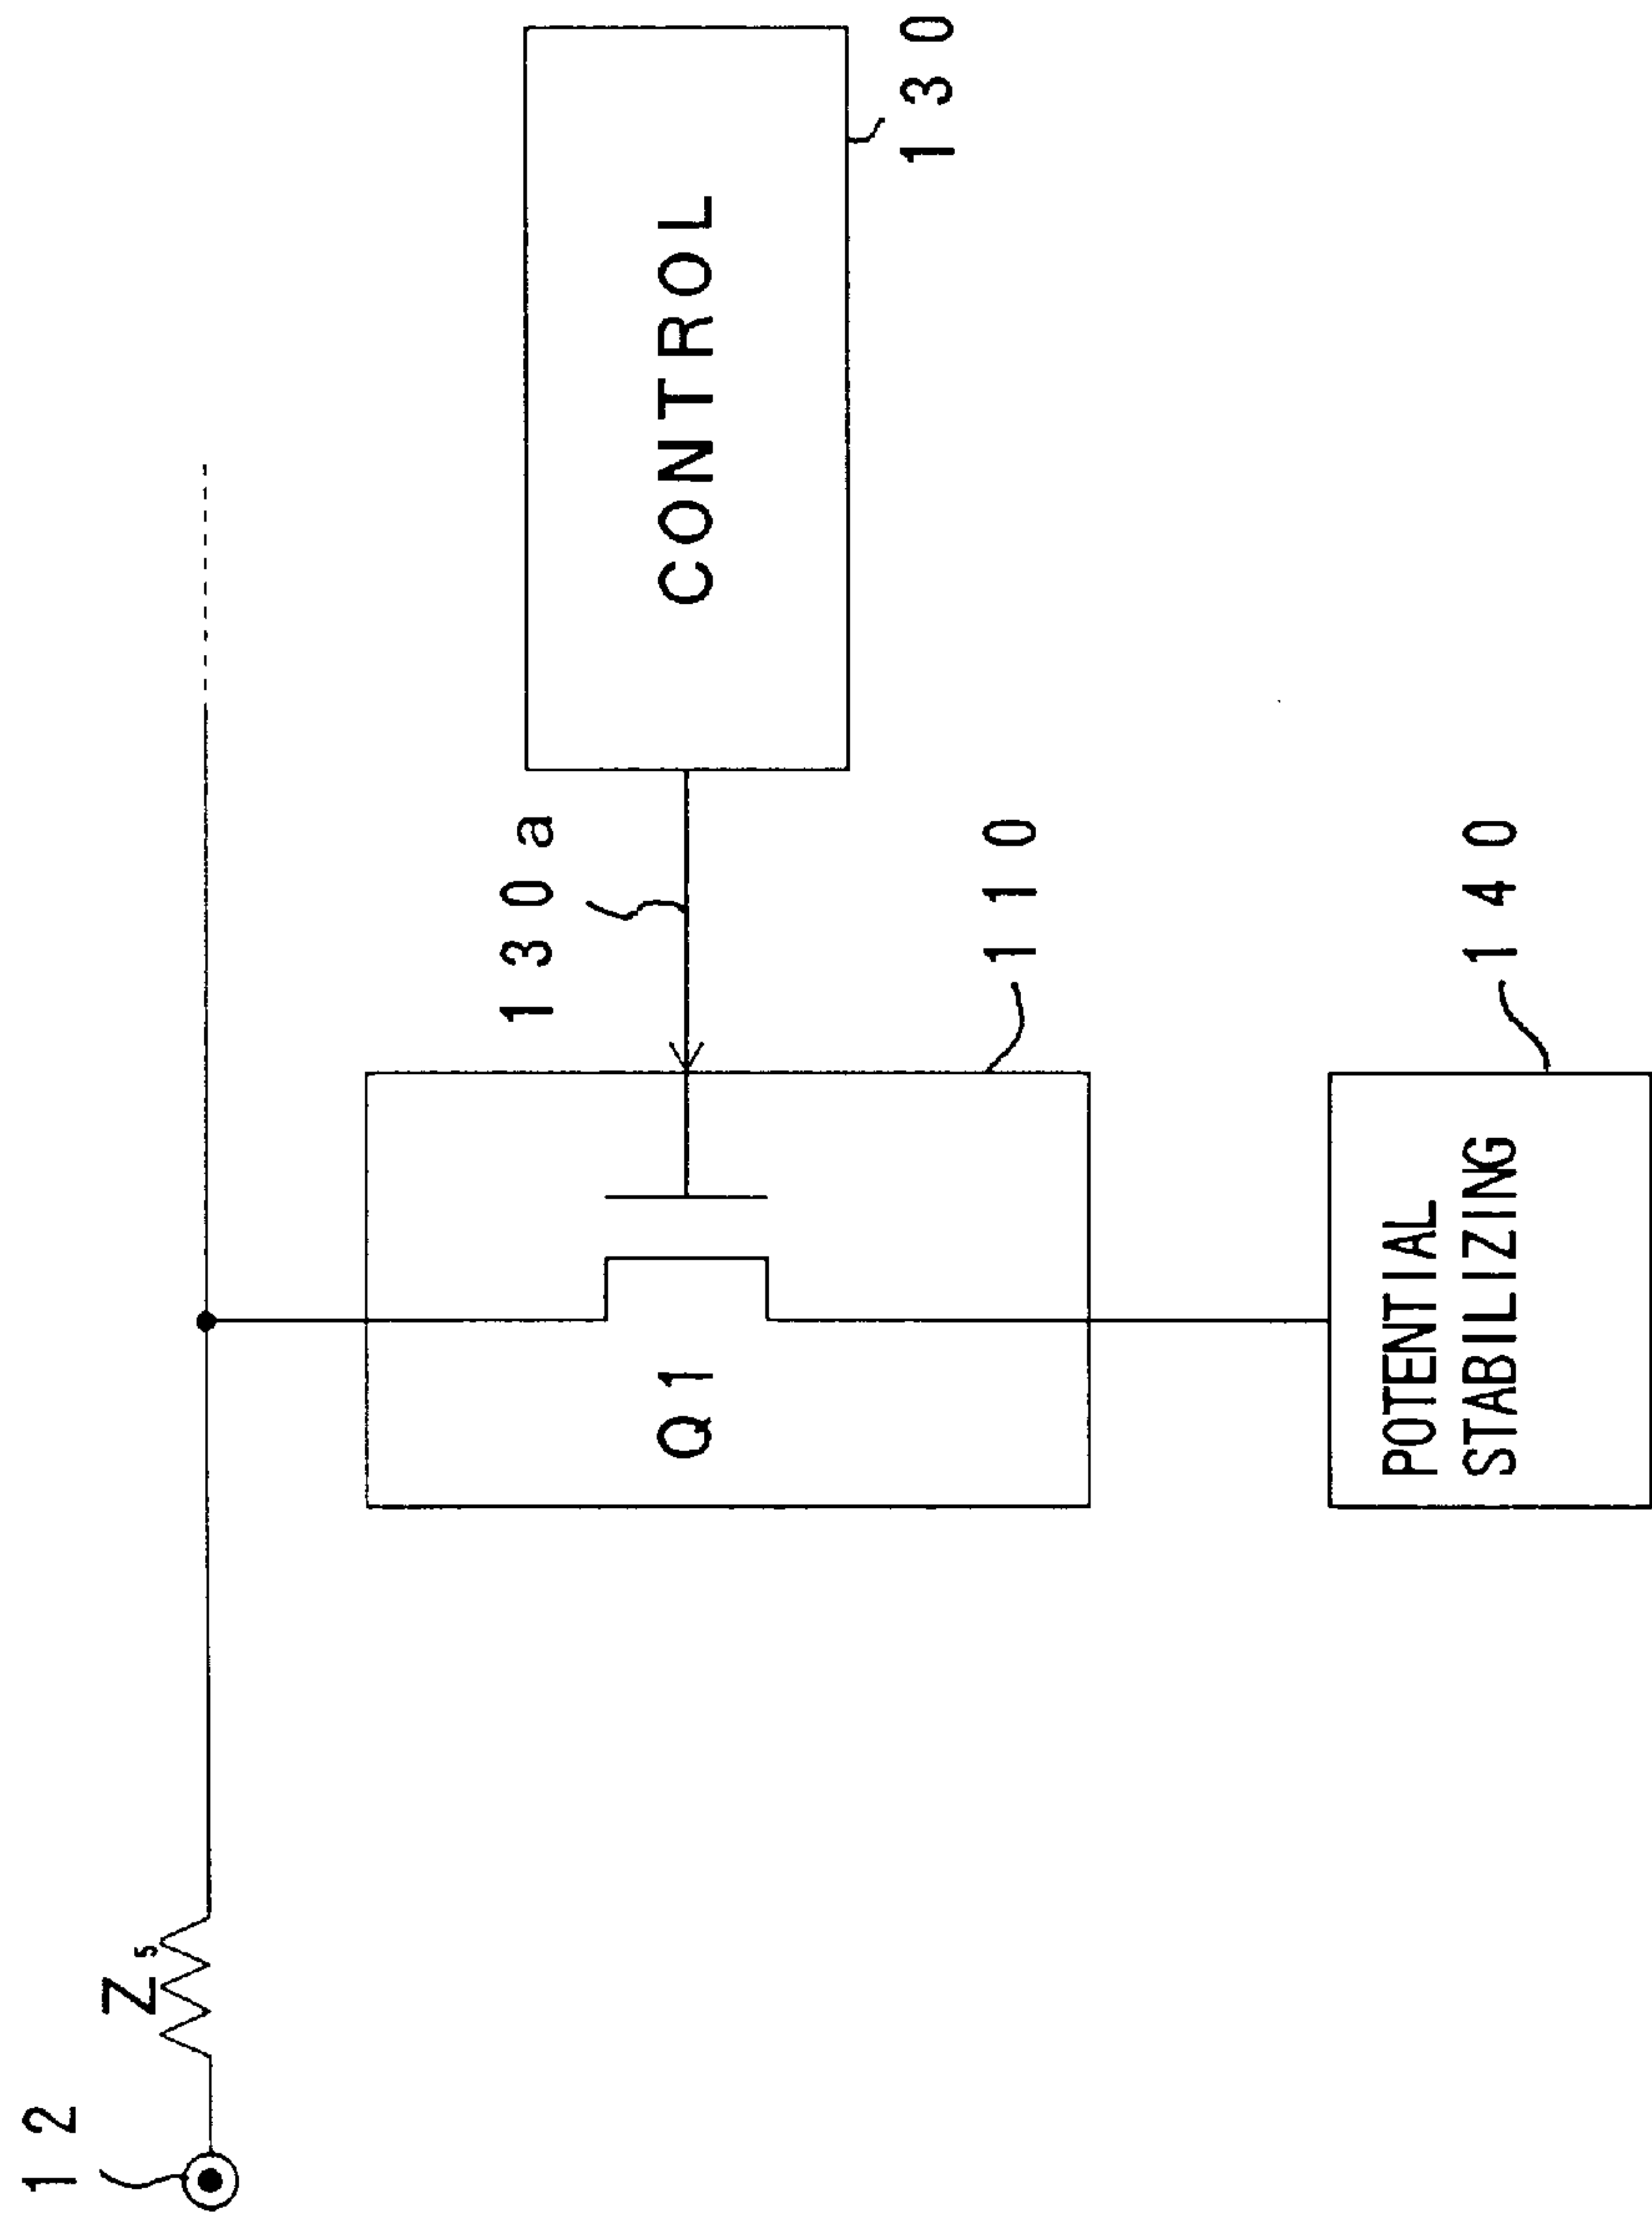 12
Z5
Q1
130a
CONTROL
130
110
POTENTIAL
STABILIZING
140